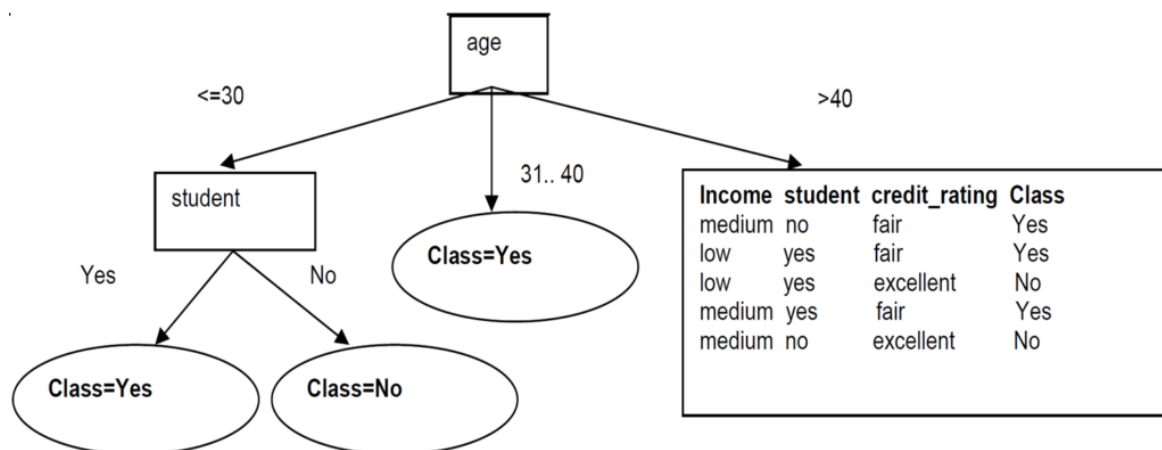 age
<=30
>40
student
31.. 40
Income student credit_rating Class
medium no fair Yes
low yes fair Yes
low yes excellent No
medium yes fair Yes
medium no excellent No
Class=Yes
Yes
No
Class=Yes
Class=No